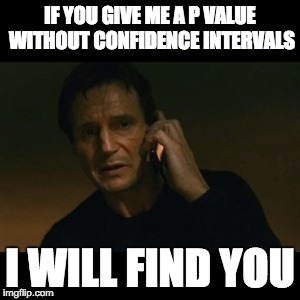 IF YOU GIVE ME A P VALUE
WITHOUT CONFIDENCE INTERVALS
I WILL FIND YOU
imgflip.com